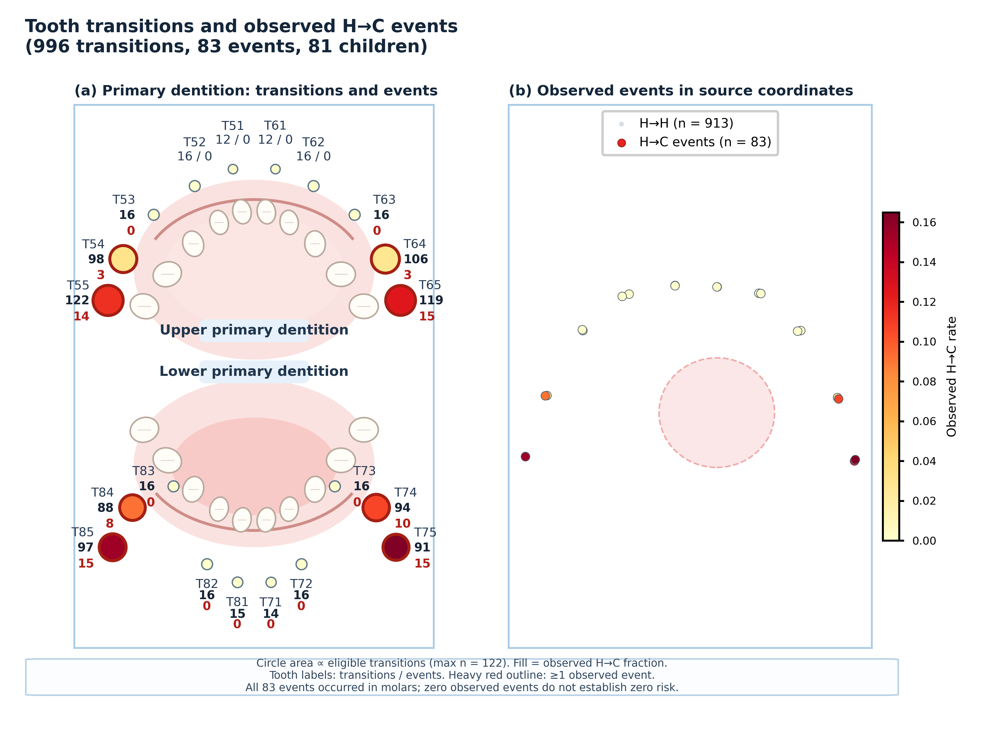 Tooth transitions and observed H→C events
(996 transitions, 83 events, 81 children)
(a) Primary dentition: transitions and events
T51
12 / 0
T61
12 / 0
T52
16 / 0
T62
16 / 0
T53
16
0
T63
16
0
T54
98
3
T64
106
3
T55
122
14
T65
119
15
Upper primary dentition
Lower primary dentition
T83
16
0
T73
16
0
T84
88
8
T74
94
10
T85
97
15
T75
91
15
T82
16
0
T81
15
0
T71
14
0
T72
16
0
(b) Observed events in source coordinates
H→H (n = 913)
H→C events (n = 83)
0.16
0.14
0.12
0.10
0.08
0.06
0.04
0.02
0.00
Observed H→C rate
Circle area ∝ eligible transitions (max n = 122). Fill = observed H→C fraction.
Tooth labels: transitions / events. Heavy red outline: ≥1 observed event.
All 83 events occurred in molars; zero observed events do not establish zero risk.